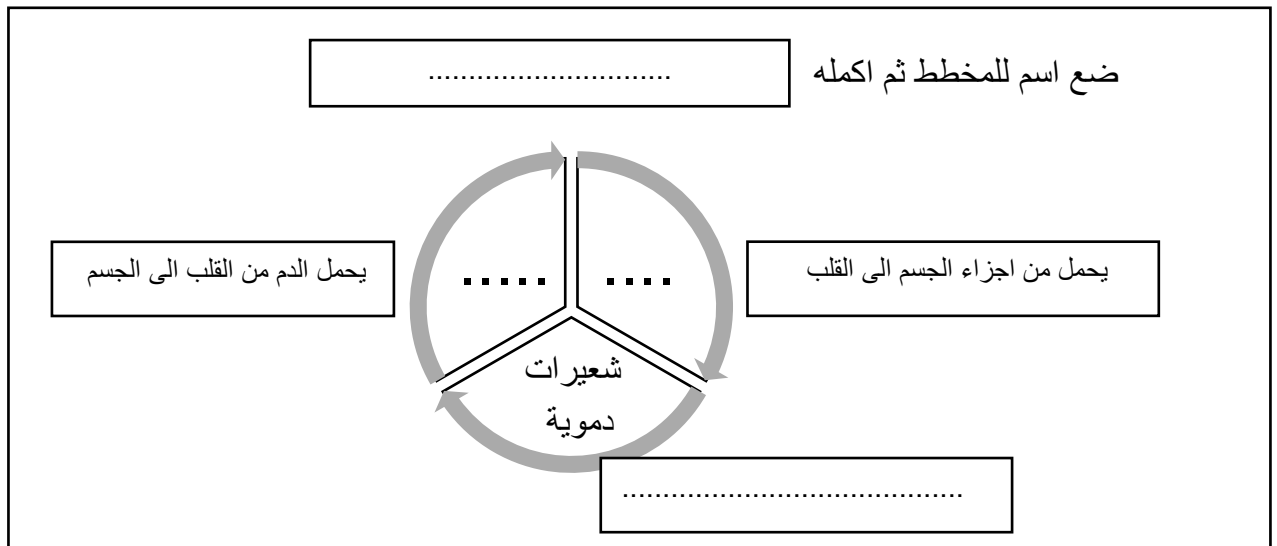 ضع اسم للمخطط ثم اكمله
..............................
يحمل من اجزاء الجسم الى القلب
....
.....
يحمل الدم من القلب الى الجسم
شعيرات
دموية
..........................................